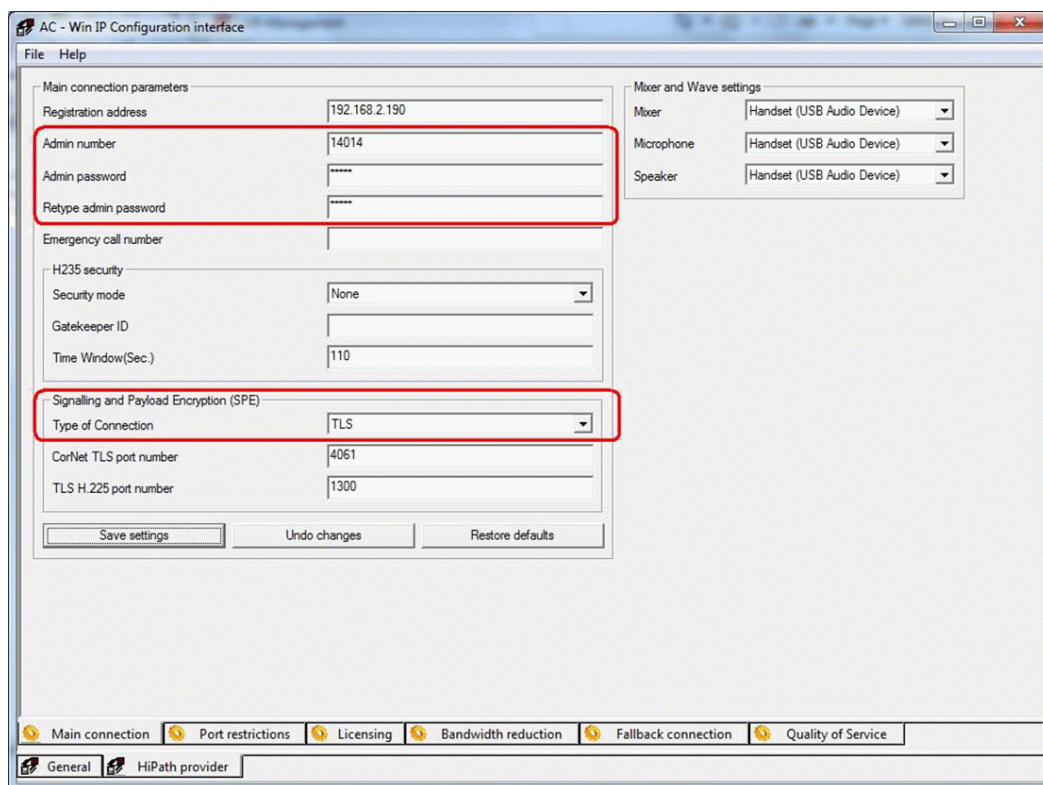 AC - Win IP Configuration interface
File Help
Main connection parameters
Registration address 192.168.2.190
Admin number 14014
Admin password *****
Retype admin password *****
Emergency call number
H235 security
Security mode None
Gatekeeper ID
Time Window(Sec.) 110
Signalling and Payload Encryption (SPE)
Type of Connection TLS
CorNet TLS port number 4061
TLS H.225 port number 1300
Save settings Undo changes Restore defaults
Mixer and Wave settings
Mixer Handset (USB Audio Device)
Microphone Handset (USB Audio Device)
Speaker Handset (USB Audio Device)
Main connection Port restrictions Licensing Bandwidth reduction Fallback connection Quality of Service
General HiPath provider